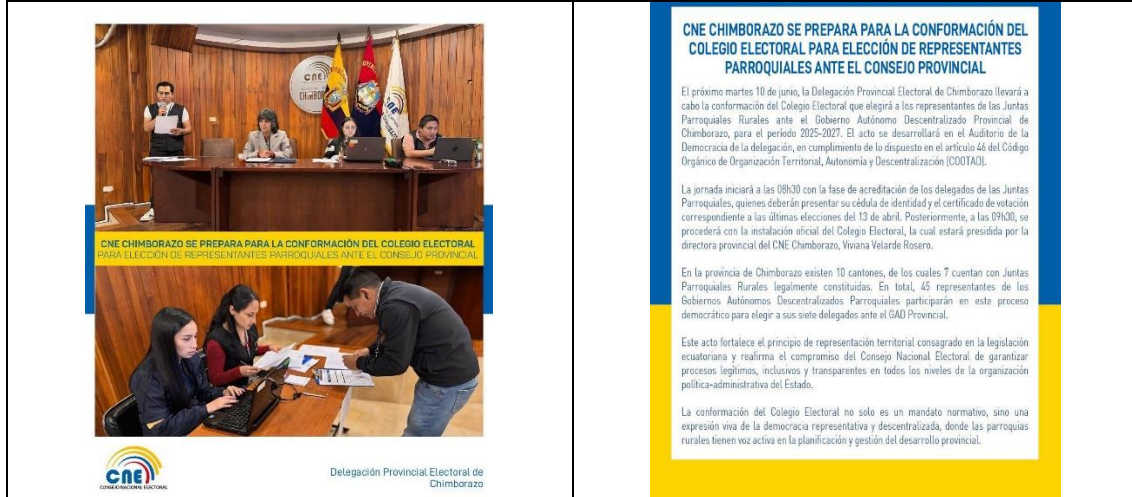 CNE
CHIMBORAZO
CNE CHIMBORAZO SE PREPARA PARA LA CONFORMACIÓN DEL COLEGIO ELECTORAL
PARA ELECCIÓN DE REPRESENTANTES PARROQUIALES ANTE EL CONSEJO PROVINCIAL
CNE
CONSEJO NACIONAL ELECTORAL
Delegación Provincial Electoral de
Chimborazo
CNE CHIMBORAZO SE PREPARA PARA LA CONFORMACIÓN DEL
COLEGIO ELECTORAL PARA ELECCIÓN DE REPRESENTANTES
PARROQUIALES ANTE EL CONSEJO PROVINCIAL
El próximo martes 10 de junio, la Delegación Provincial Electoral de Chimborazo llevará a
cabo la conformación del Colegio Electoral que elegirá a los representantes de las Juntas
Parroquiales Rurales ante el Gobierno Autónomo Descentralizado Provincial de
Chimborazo, para el período 2025-2027. El acto se desarrollará en el Auditorio de la
Democracia de la delegación, en cumplimiento de lo dispuesto en el artículo 46 del Código
Orgánico de Organización Territorial, Autonomía y Descentralización (COOTAD).
La jornada iniciará a las 08h30 con la fase de acreditación de los delegados de las Juntas
Parroquiales, quienes deberán presentar su cédula de identidad y el certificado de votación
correspondiente a las últimas elecciones del 13 de abril. Posteriormente, a las 09h30, se
procederá con la instalación oficial del Colegio Electoral, la cual estará presidida por la
directora provincial del CNE Chimborazo, Viviana Velarde Rosero.
En la provincia de Chimborazo existen 10 cantones, de los cuales 7 cuentan con Juntas
Parroquiales Rurales legalmente constituidas. En total, 45 representantes de los
Gobiernos Autónomos Descentralizados Parroquiales participarán en este proceso
democrático para elegir a sus siete delegados ante el GAD Provincial.
Este acto fortalece el principio de representación territorial consagrado en la legislación
ecuatoriana y reafirma el compromiso del Consejo Nacional Electoral de garantizar
procesos legítimos, inclusivos y transparentes en todos los niveles de la organización
política-administrativa del Estado.
La conformación del Colegio Electoral no solo es un mandato normativo, sino una
expresión viva de la democracia representativa y descentralizada, donde las parroquias
rurales tienen voz activa en la planificación y gestión del desarrollo provincial.